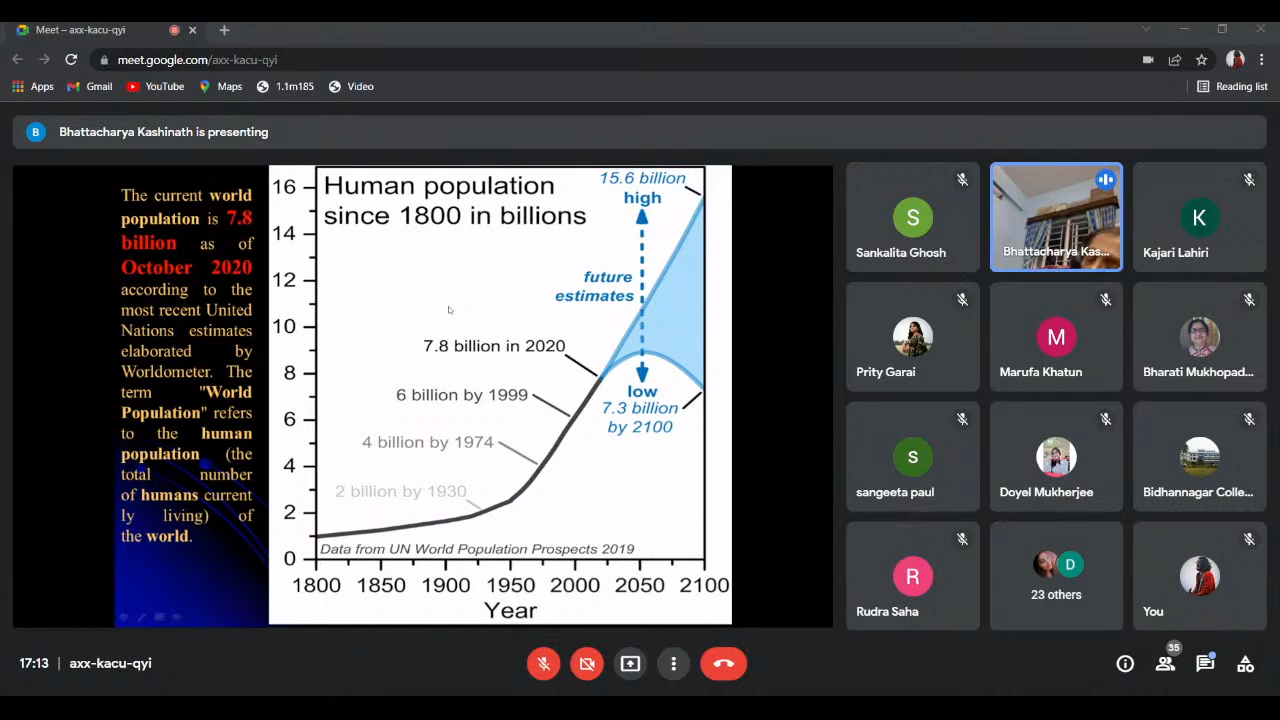 Meet – axx-kacu-qyi
meet.google.com/axx-kacu-qyi
Apps
Gmail
YouTube
Maps
1.1m185
Video
Reading list
B
Bhattacharya Kashinath is presenting
The current world
population is 7.8
billion as of
October 2020
according to the
most recent United
Nations estimates
elaborated by
Worldometer. The
term "World
Population" refers
to the human
population (the
total number
of humans current
ly living) of
the world.
Human population
since 1800 in billions
16
14
12
10
8
6
4
2
0
15.6 billion
high
future
estimates
7.8 billion in 2020
6 billion by 1999
4 billion by 1974
2 billion by 1930
low
7.3 billion
by 2100
Data from UN World Population Prospects 2019
1800 1850 1900 1950 2000 2050 2100
Year
S
Sankalita Ghosh
Bhattacharya Kas...
K
Kajari Lahiri
Prity Garai
M
Marufa Khatun
Bharati Mukhopad...
s
sangeeta paul
Doyel Mukherjee
Bidhannagar Colle...
R
Rudra Saha
D
23 others
You
17:13 | axx-kacu-qyi
35